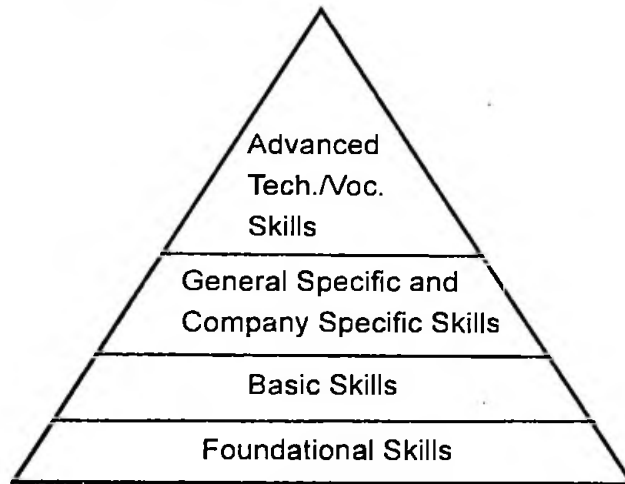 Advanced
Tech./Voc.
Skills
General Specific and
Company Specific Skills
Basic Skills
Foundational Skills